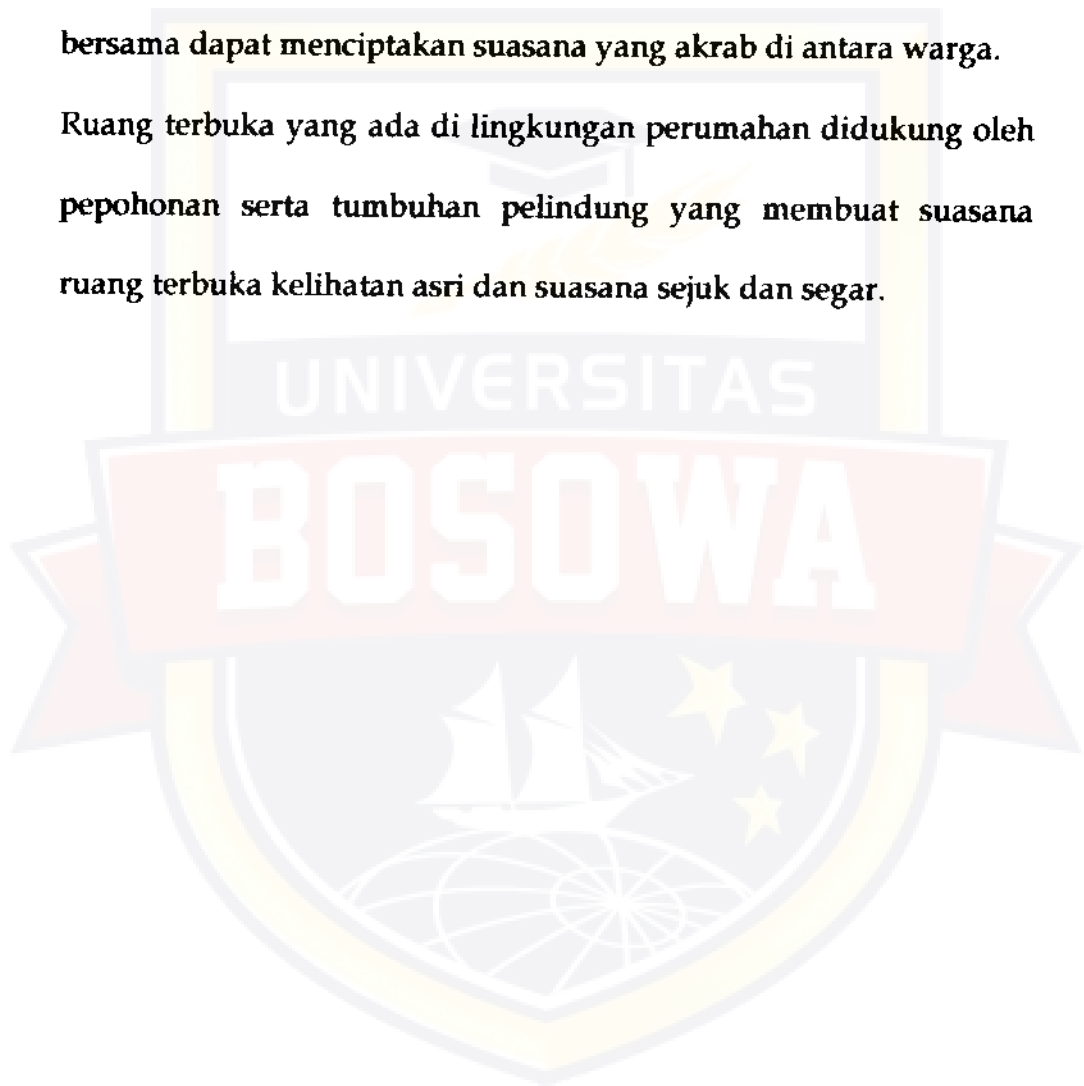 bersama dapat menciptakan suasana yang akrab di antara warga.
Ruang terbuka yang ada di lingkungan perumahan didukung oleh
pepohonan serta tumbuhan pelindung yang membuat suasana
ruang terbuka kelihatan asri dan suasana sejuk dan segar.
UNIVERSITAS
BOSOWA